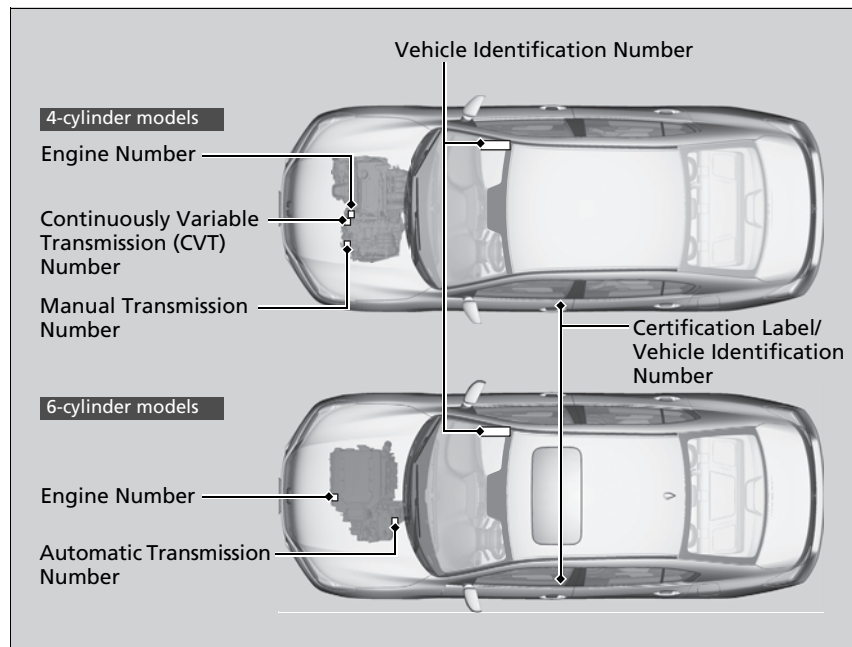 Vehicle Identification Number
4-cylinder models
Engine Number
Continuously Variable
Transmission (CVT)
Number
Manual Transmission
Number
Certification Label/
Vehicle Identification
Number
6-cylinder models
Engine Number
Automatic Transmission
Number